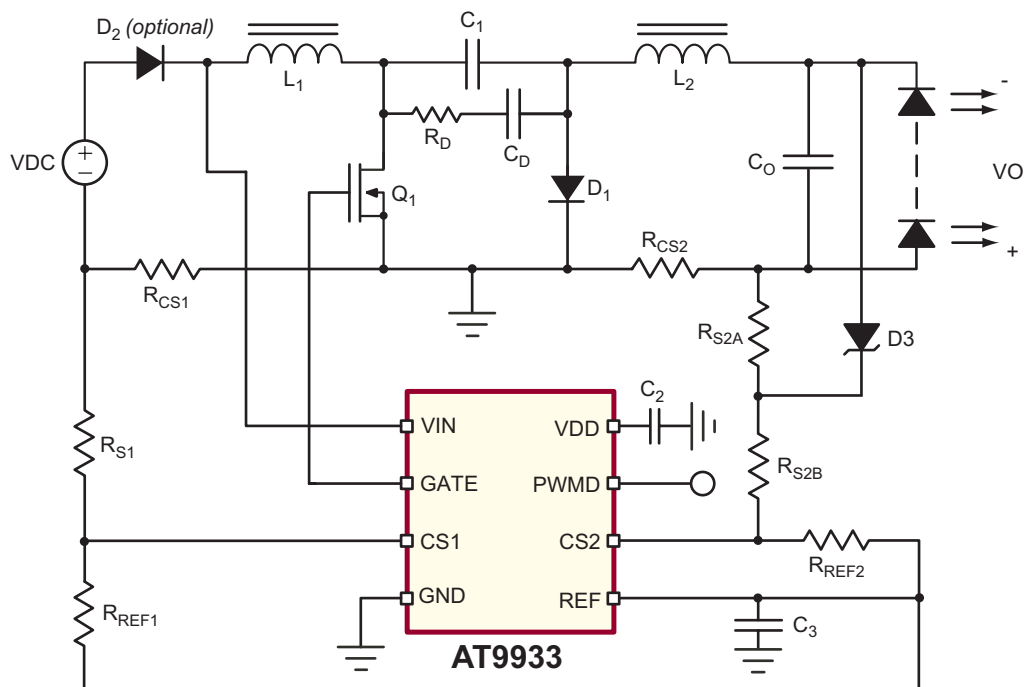 D2 (optional)
L1
C1
L2
+
−
VDC
RD
CD
Q1
D1
CO
-
VO
+
RCS1
RCS2
RS2A
D3
RS1
VIN
VDD
C2
GATE
PWMD
RS2B
CS1
CS2
RREF2
GND
REF
RREF1
C3
AT9933